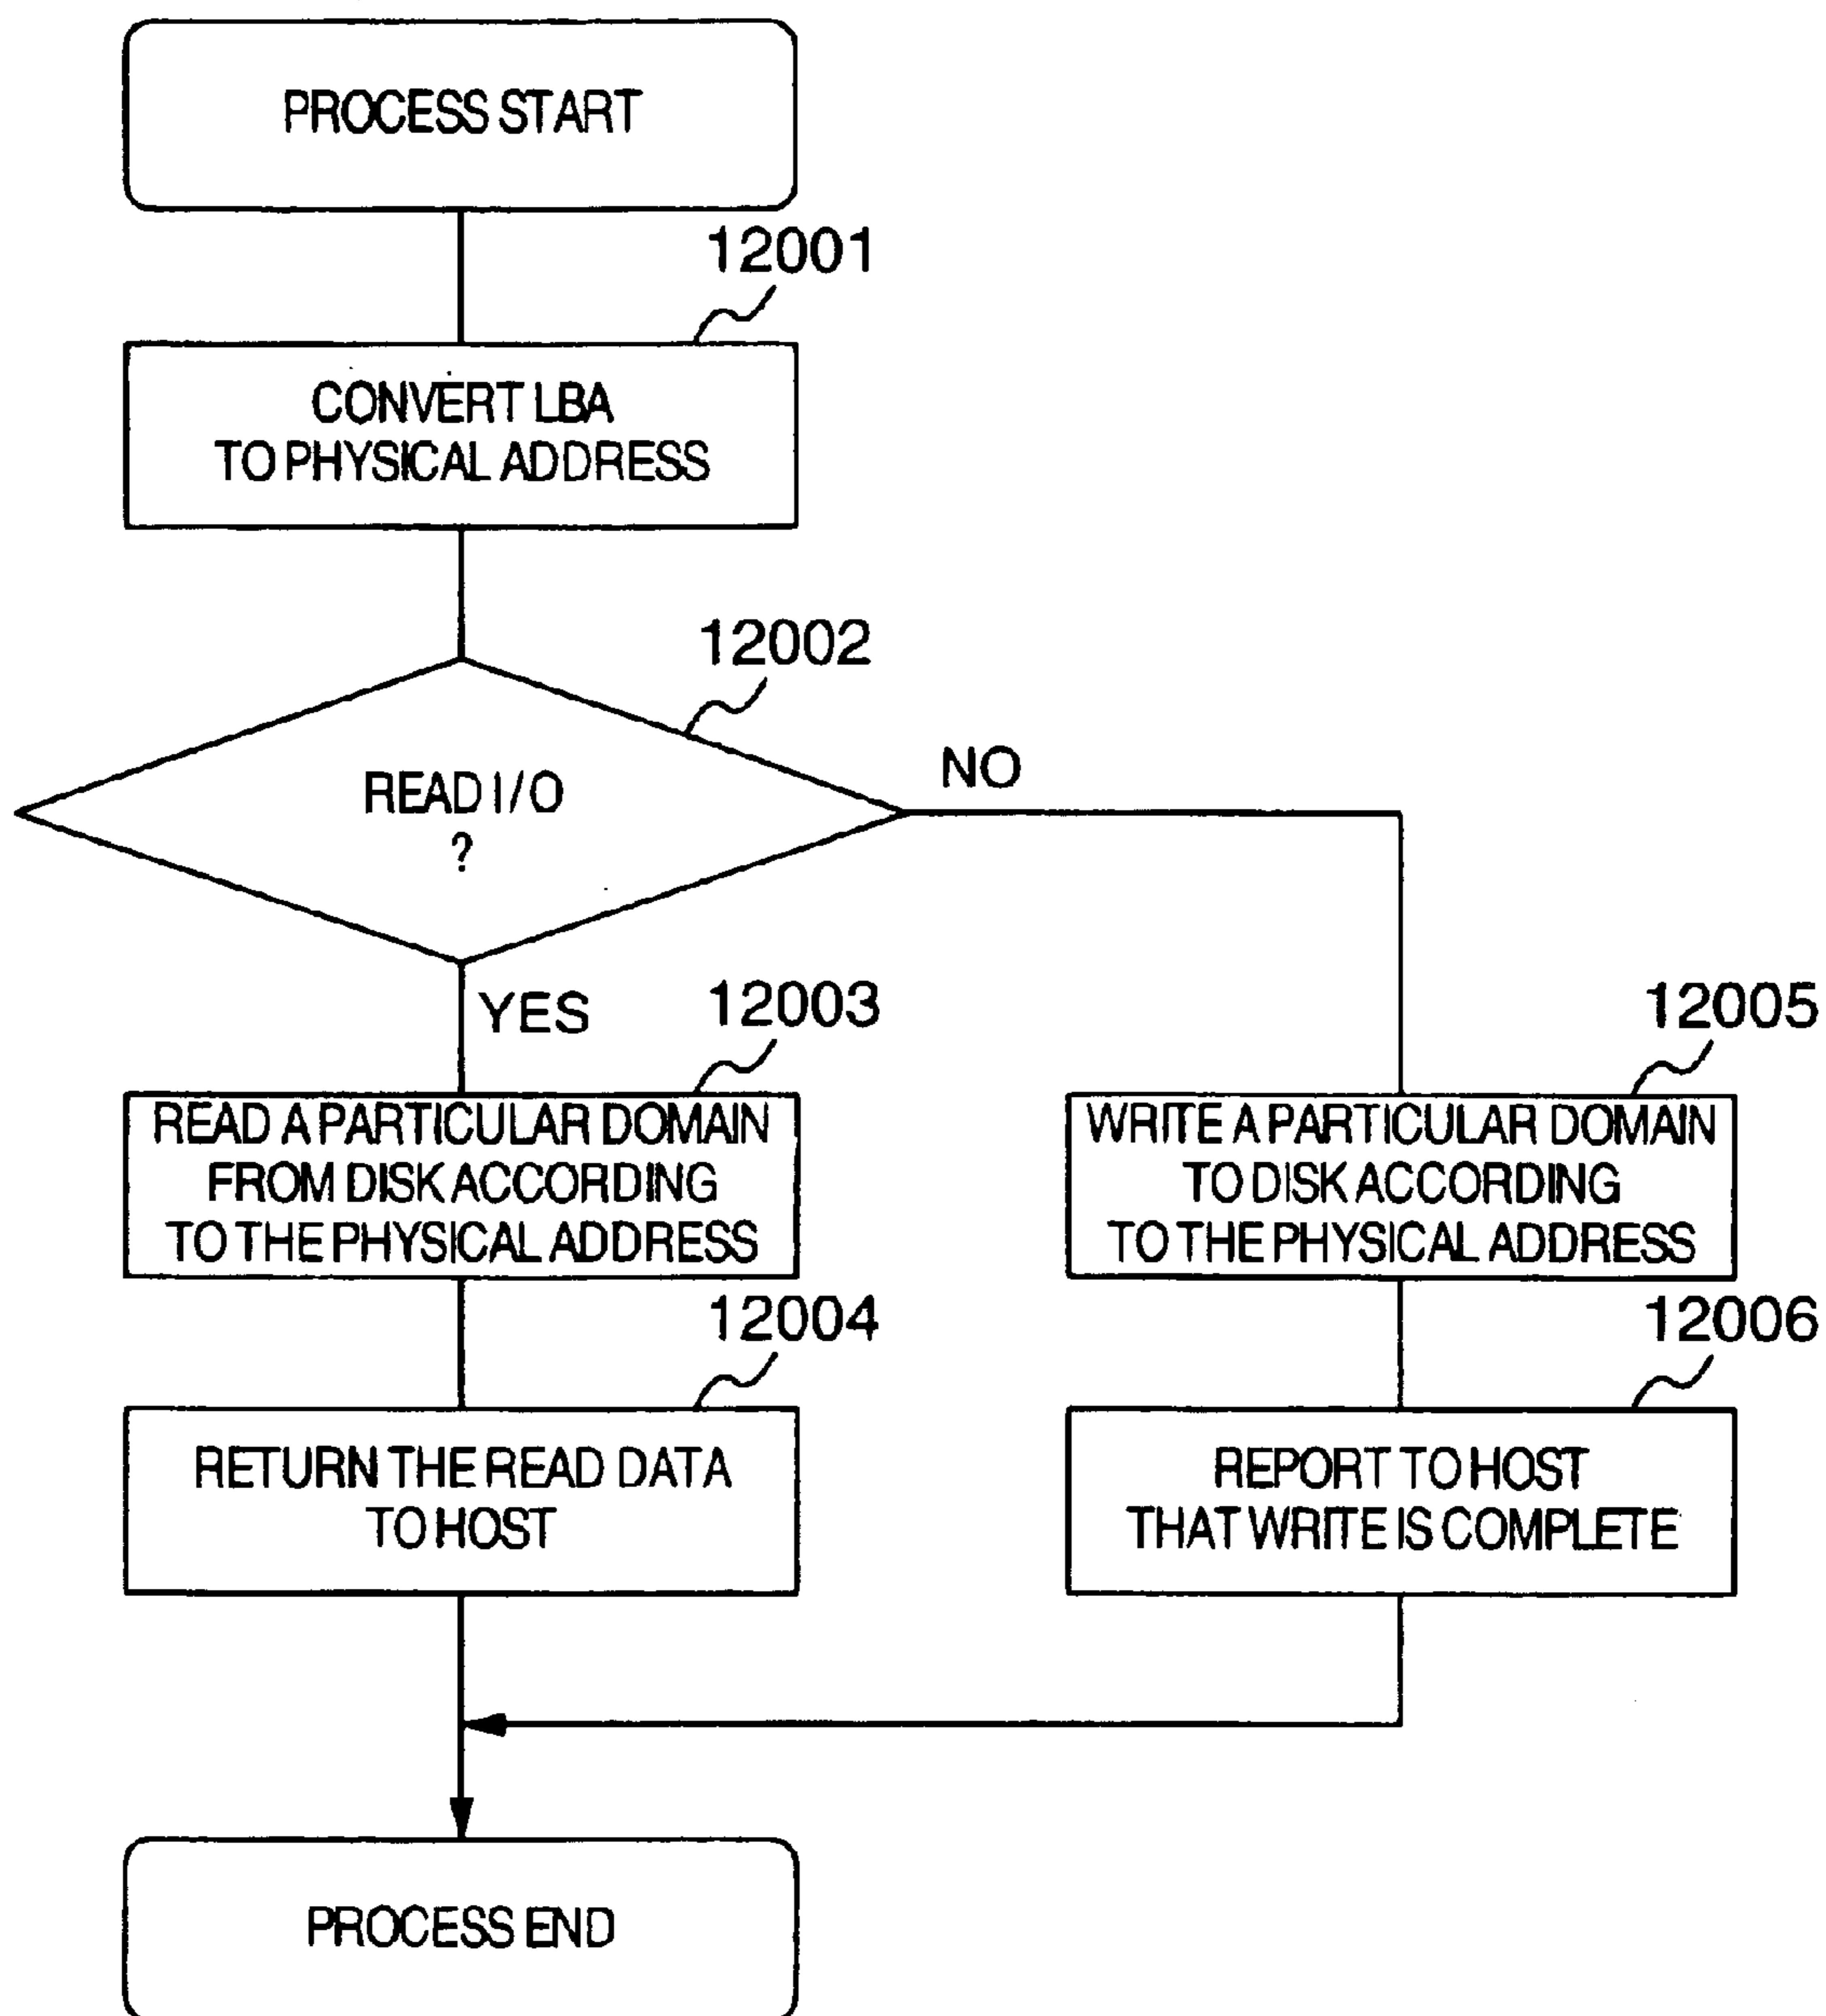 PROCESS START
12001
CONVERT LBA
TO PHYSICAL ADDRESS
12002
READ I/O
?
NO
YES
12003
READ A PARTICULAR DOMAIN
FROM DISK ACCORDING
TO THE PHYSICAL ADDRESS
12005
WRITE A PARTICULAR DOMAIN
TO DISK ACCORDING
TO THE PHYSICAL ADDRESS
12004
RETURN THE READ DATA
TO HOST
12006
REPORT TO HOST
THAT WRITE IS COMPLETE
PROCESS END